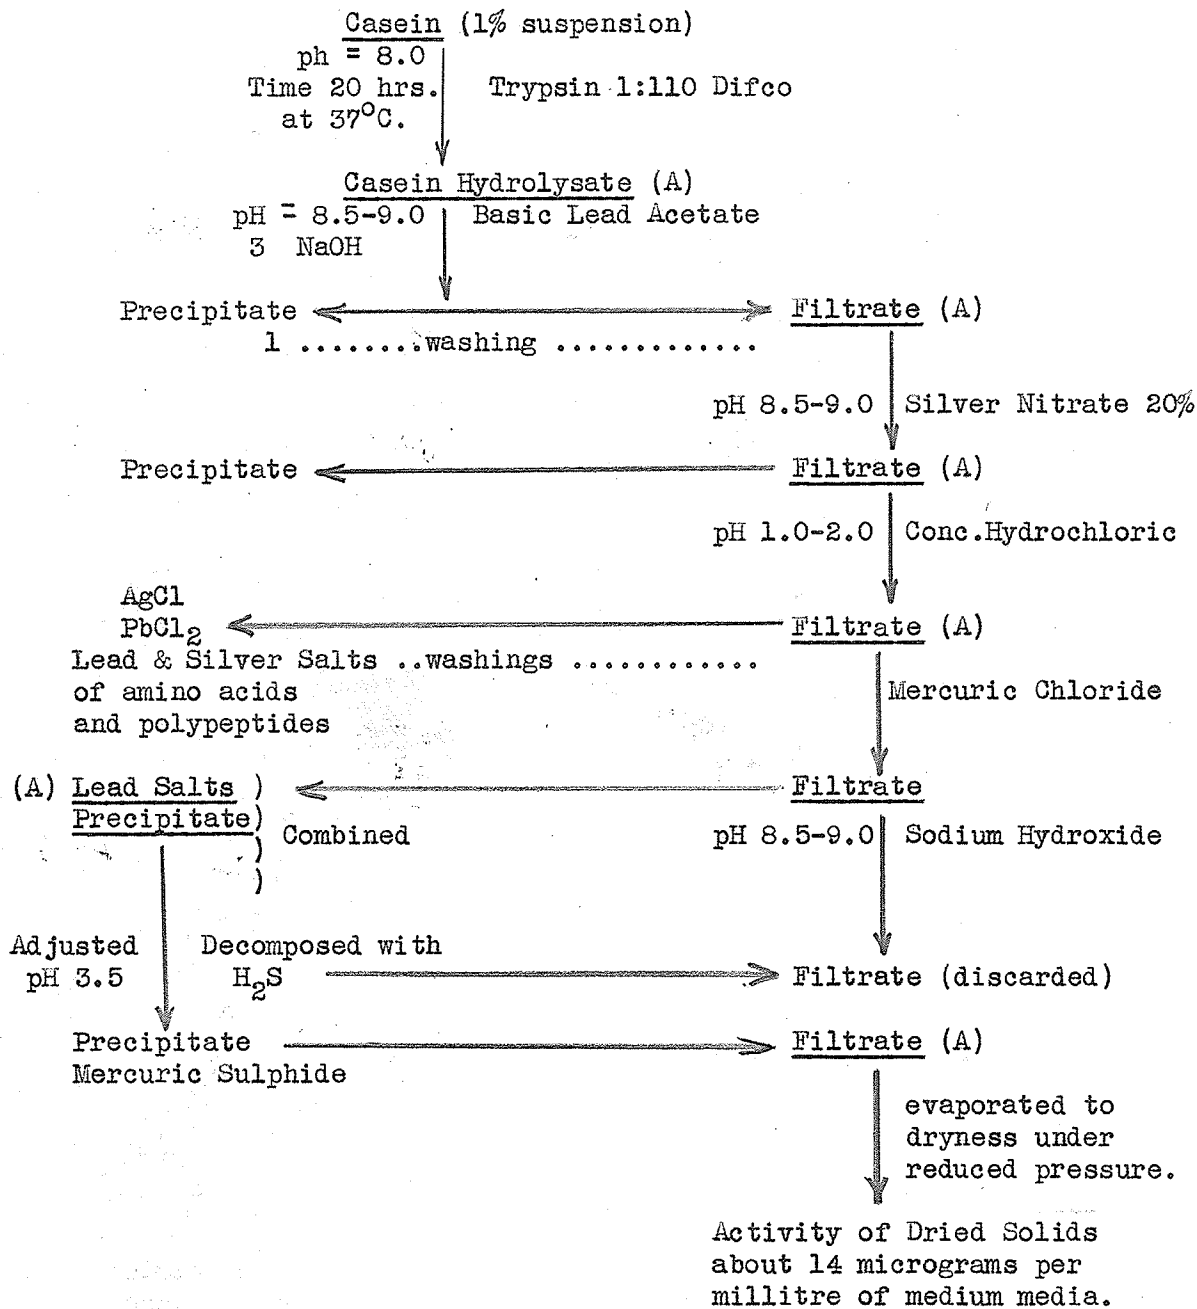 Casein (1% suspension)
ph = 8.0
Time 20 hrs. Trypsin 1:110 Difco
at 37°C.
Casein Hydrolysate (A)
pH = 8.5-9.0 Basic Lead Acetate
3 NaOH
Precipitate Filtrate (A)
1 ........washing .............
pH 8.5-9.0 Silver Nitrate 20%
Precipitate Filtrate (A)
pH 1.0-2.0 Conc.Hydrochloric
AgCl
PbCl2 Filtrate (A)
Lead & Silver Salts ..washings ............
of amino acids
and polypeptides
Mercuric Chloride
(A) Lead Salts ) Filtrate
Precipitate)
) Combined
)
pH 8.5-9.0 Sodium Hydroxide
Adjusted Decomposed with
pH 3.5 H2S Filtrate (discarded)
Precipitate Filtrate (A)
Mercuric Sulphide
evaporated to
dryness under
reduced pressure.
Activity of Dried Solids
about 14 micrograms per
millitre of medium media.